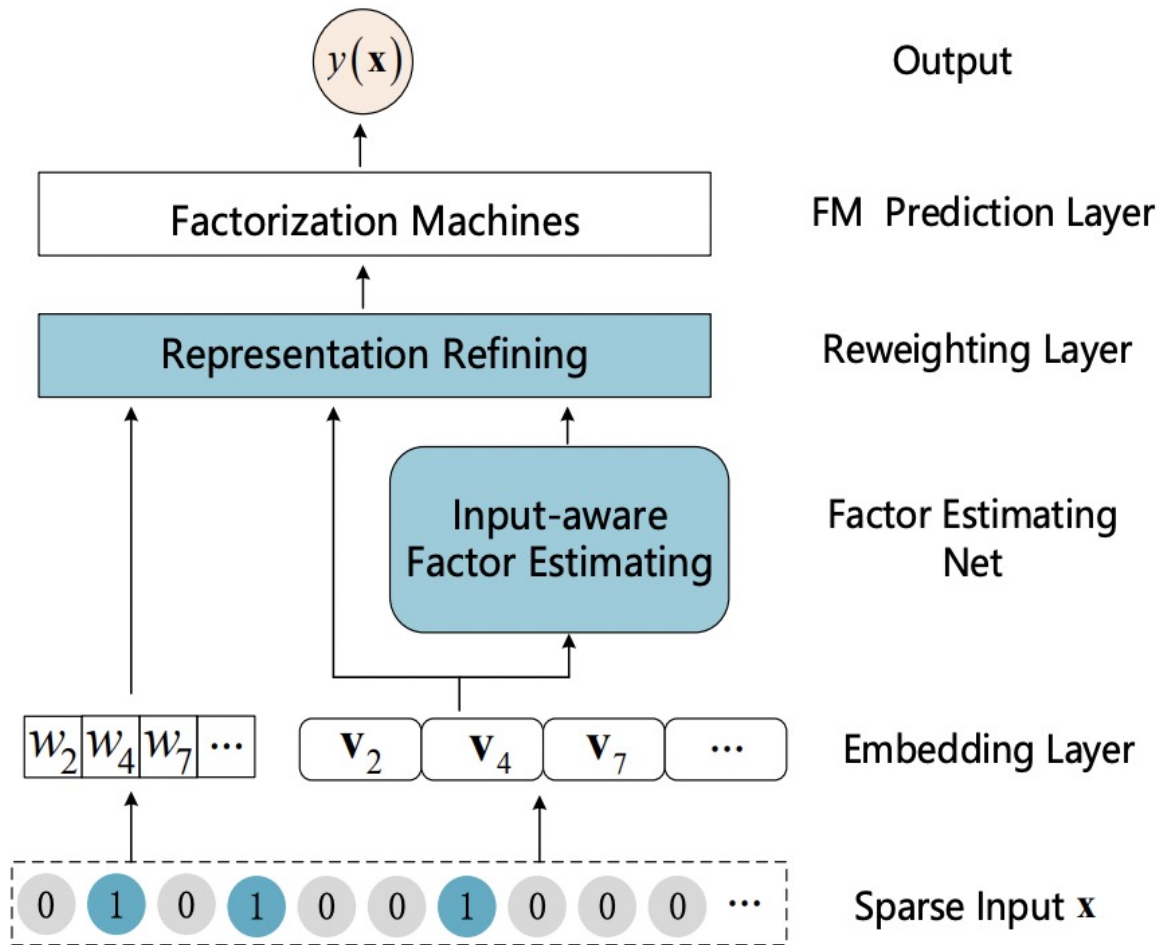 y(x)
Output
Factorization Machines
FM Prediction Layer
Representation Refining
Reweighting Layer
Input-aware
Factor Estimating
Factor Estimating
Net
w₂ w₄ w₇ ...
v₂ v₄ v₇ ...
Embedding Layer
0 1 0 1 0 0 1 0 0 0 ...
Sparse Input x